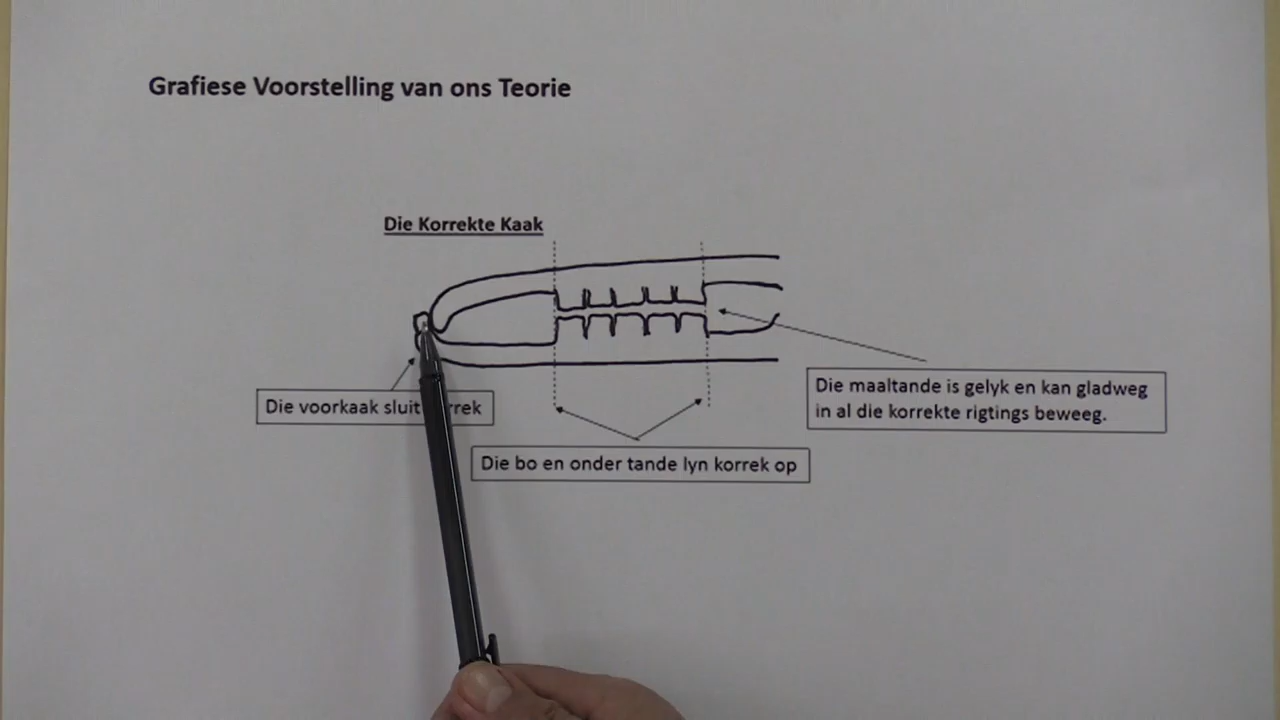 Grafiese Voorstelling van ons Teorie
Die Korrekte Kaak
Die voorkaak sluit
Die maaltande is gelyk en kan gladweg
in al die korrekte rigtings beweeg.
Die bo en onder tande lyn korrek op